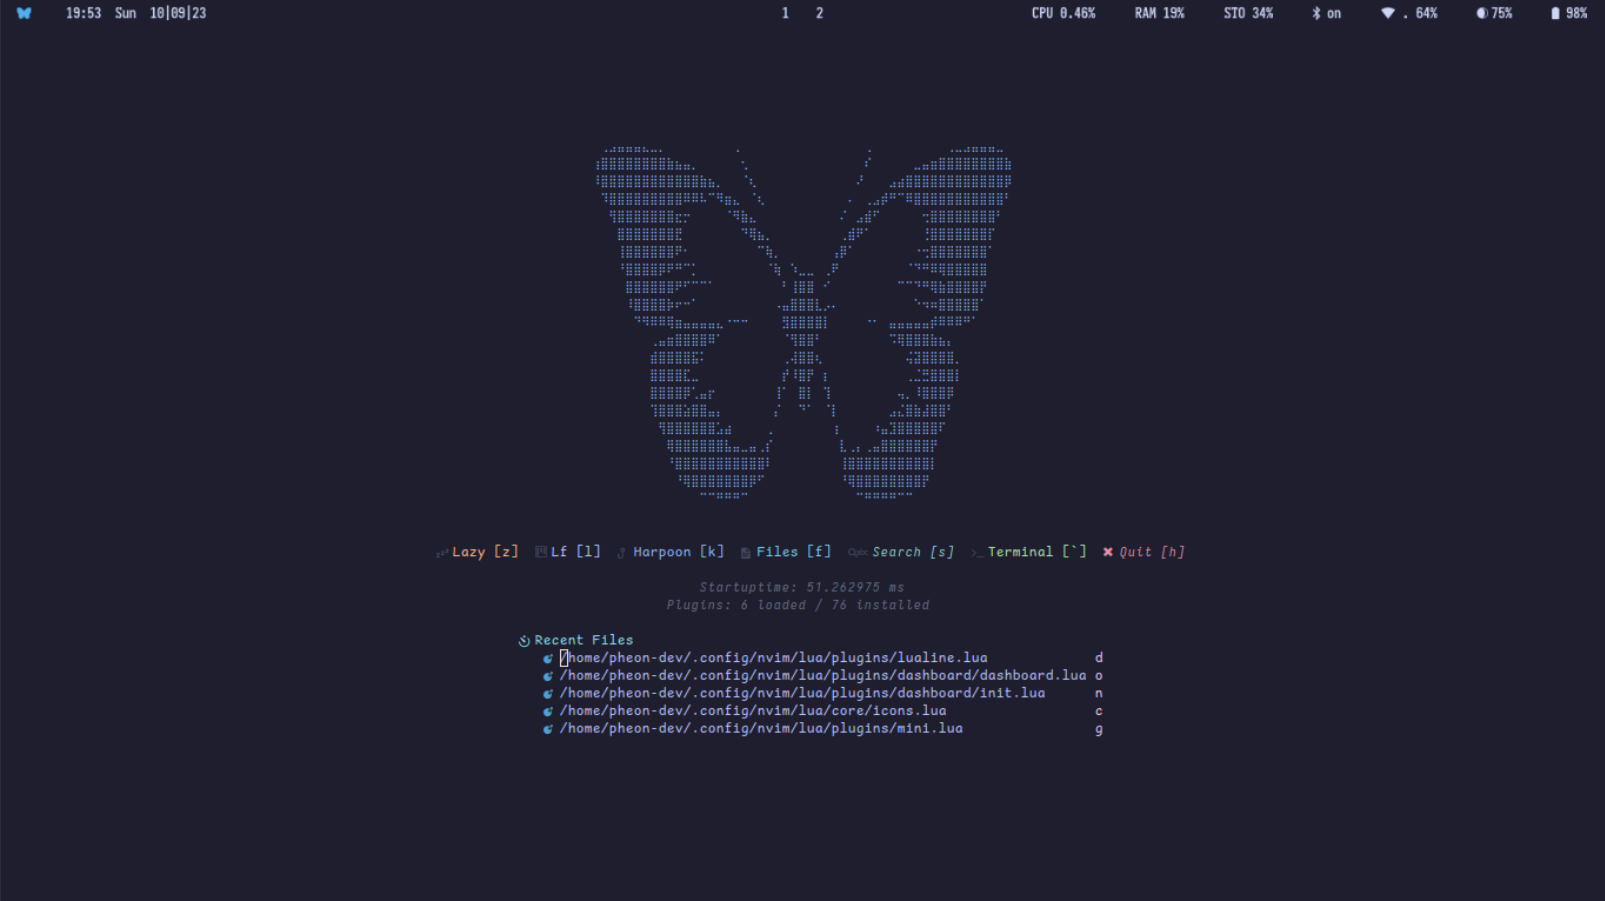 19:53 Sun 10|09|23 1 2 CPU 0.46% RAM 19% STO 34% on . 64% 75% 98%
Lazy [z] Lf [l] Harpoon [k] Files [f] Search [s] Terminal [`] Quit [h]
Startuptime: 51.262975 ms
Plugins: 6 loaded / 76 installed
Recent Files
/home/pheon-dev/.config/nvim/lua/plugins/lualine.lua d
/home/pheon-dev/.config/nvim/lua/plugins/dashboard/dashboard.lua o
/home/pheon-dev/.config/nvim/lua/plugins/dashboard/init.lua n
/home/pheon-dev/.config/nvim/lua/core/icons.lua c
/home/pheon-dev/.config/nvim/lua/plugins/mini.lua g